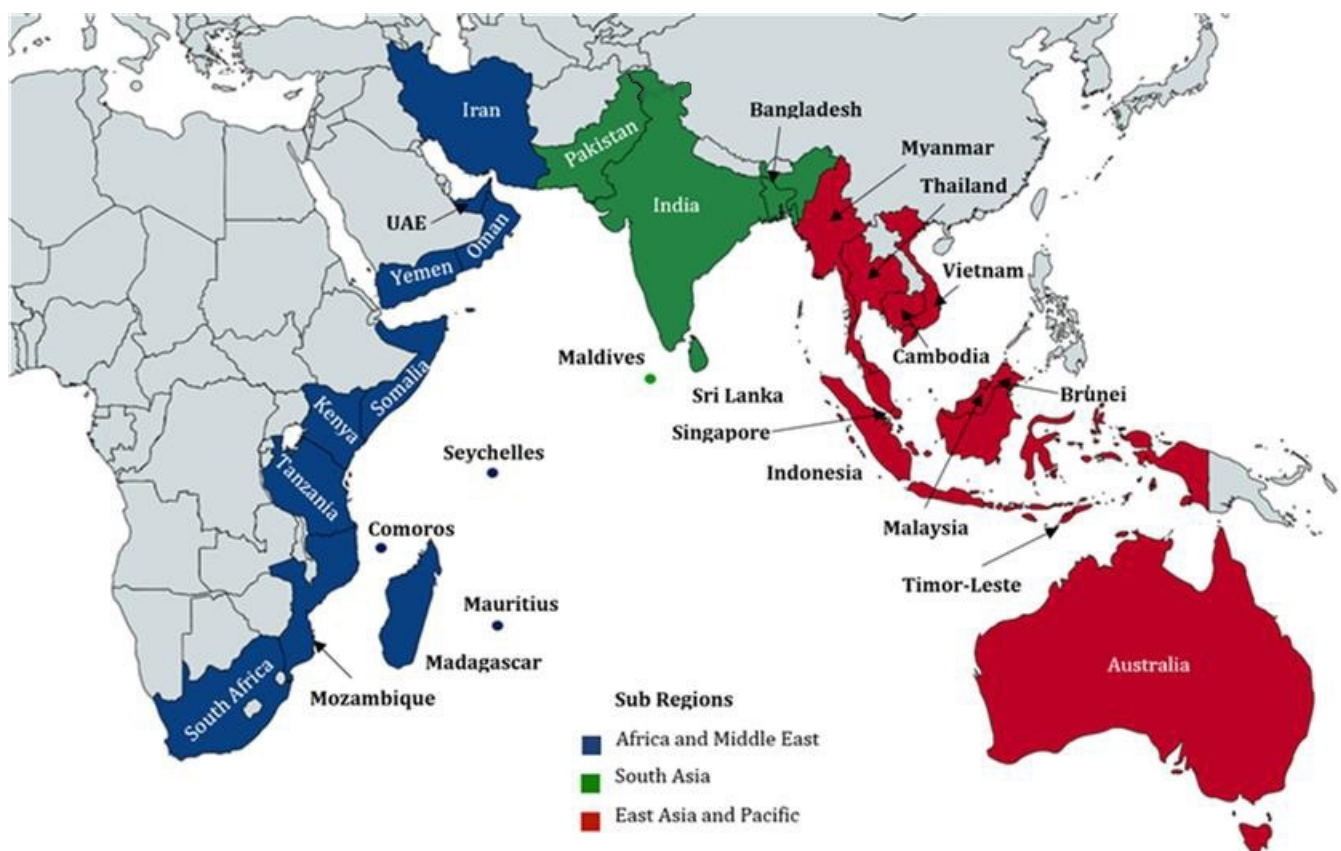 Iran
Pakistan
Bangladesh
Myanmar
Thailand
India
UAE
Oman
Yemen
Vietnam
Maldives
Cambodia
Somalia
Kenya
Sri Lanka
Brunei
Singapore
Seychelles
Indonesia
Tanzania
Comoros
Malaysia
Timor-Leste
Mauritius
Madagascar
Australia
South Africa
Mozambique
Sub Regions
Africa and Middle East
South Asia
East Asia and Pacific